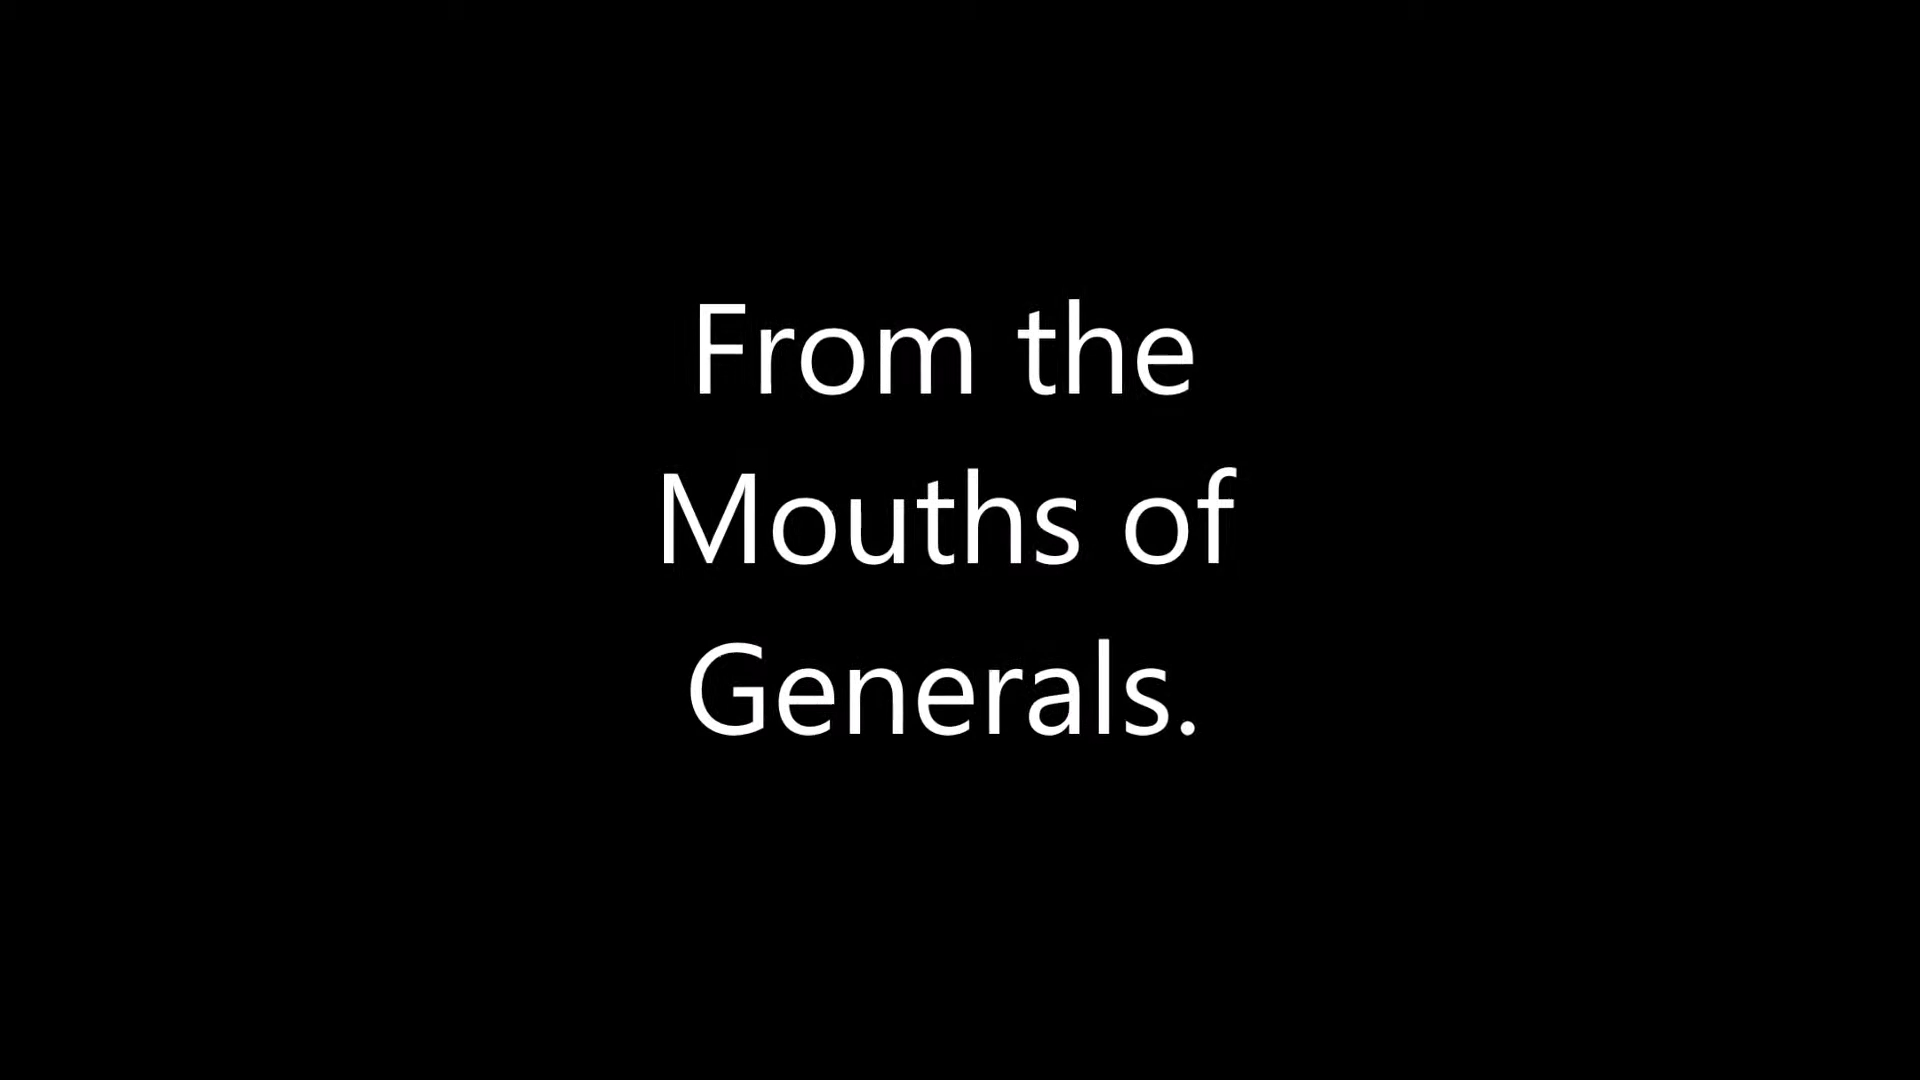 From the
Mouths of
Generals.